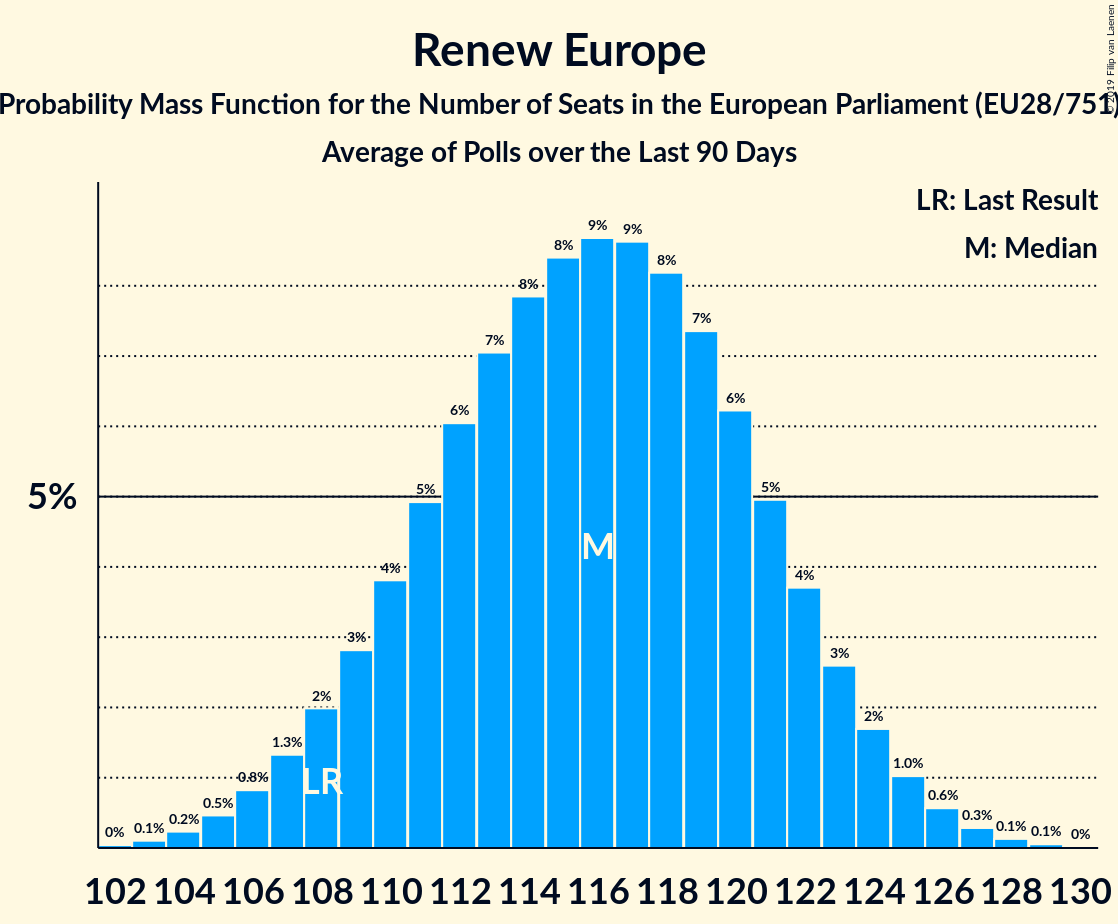 Renew Europe
Probability Mass Function for the Number of Seats in the European Parliament (EU28/751)
Average of Polls over the Last 90 Days
© 2019 Filip van Laenen
LR: Last Result
M: Median
5%
0% 0.1% 0.2% 0.5% 0.8% 1.3% 2% 3% 4% 5% 6% 7% 8% 8% 9% 9% 8% 7% 6% 5% 4% 3% 2% 1.0% 0.6% 0.3% 0.1% 0.1% 0%
M
LR
102 104 106 108 110 112 114 116 118 120 122 124 126 128 130